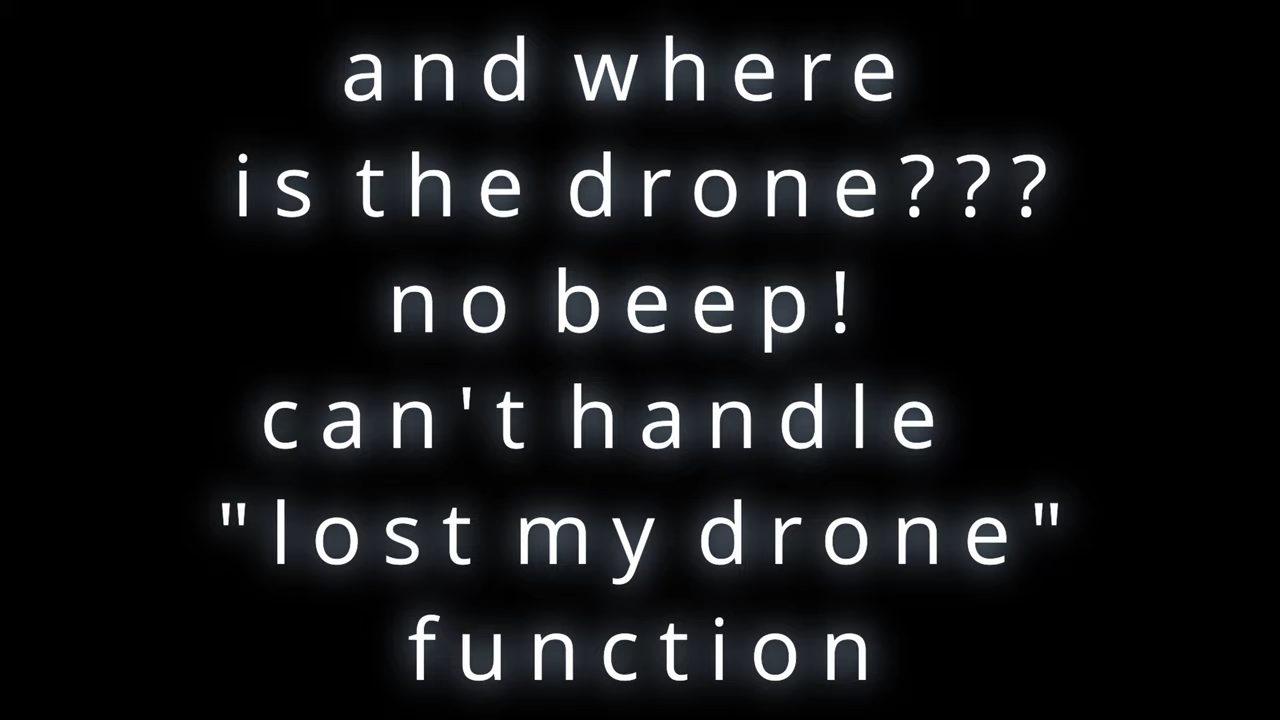 and where
is the drone???
no beep!
can't handle
"lost my drone"
function